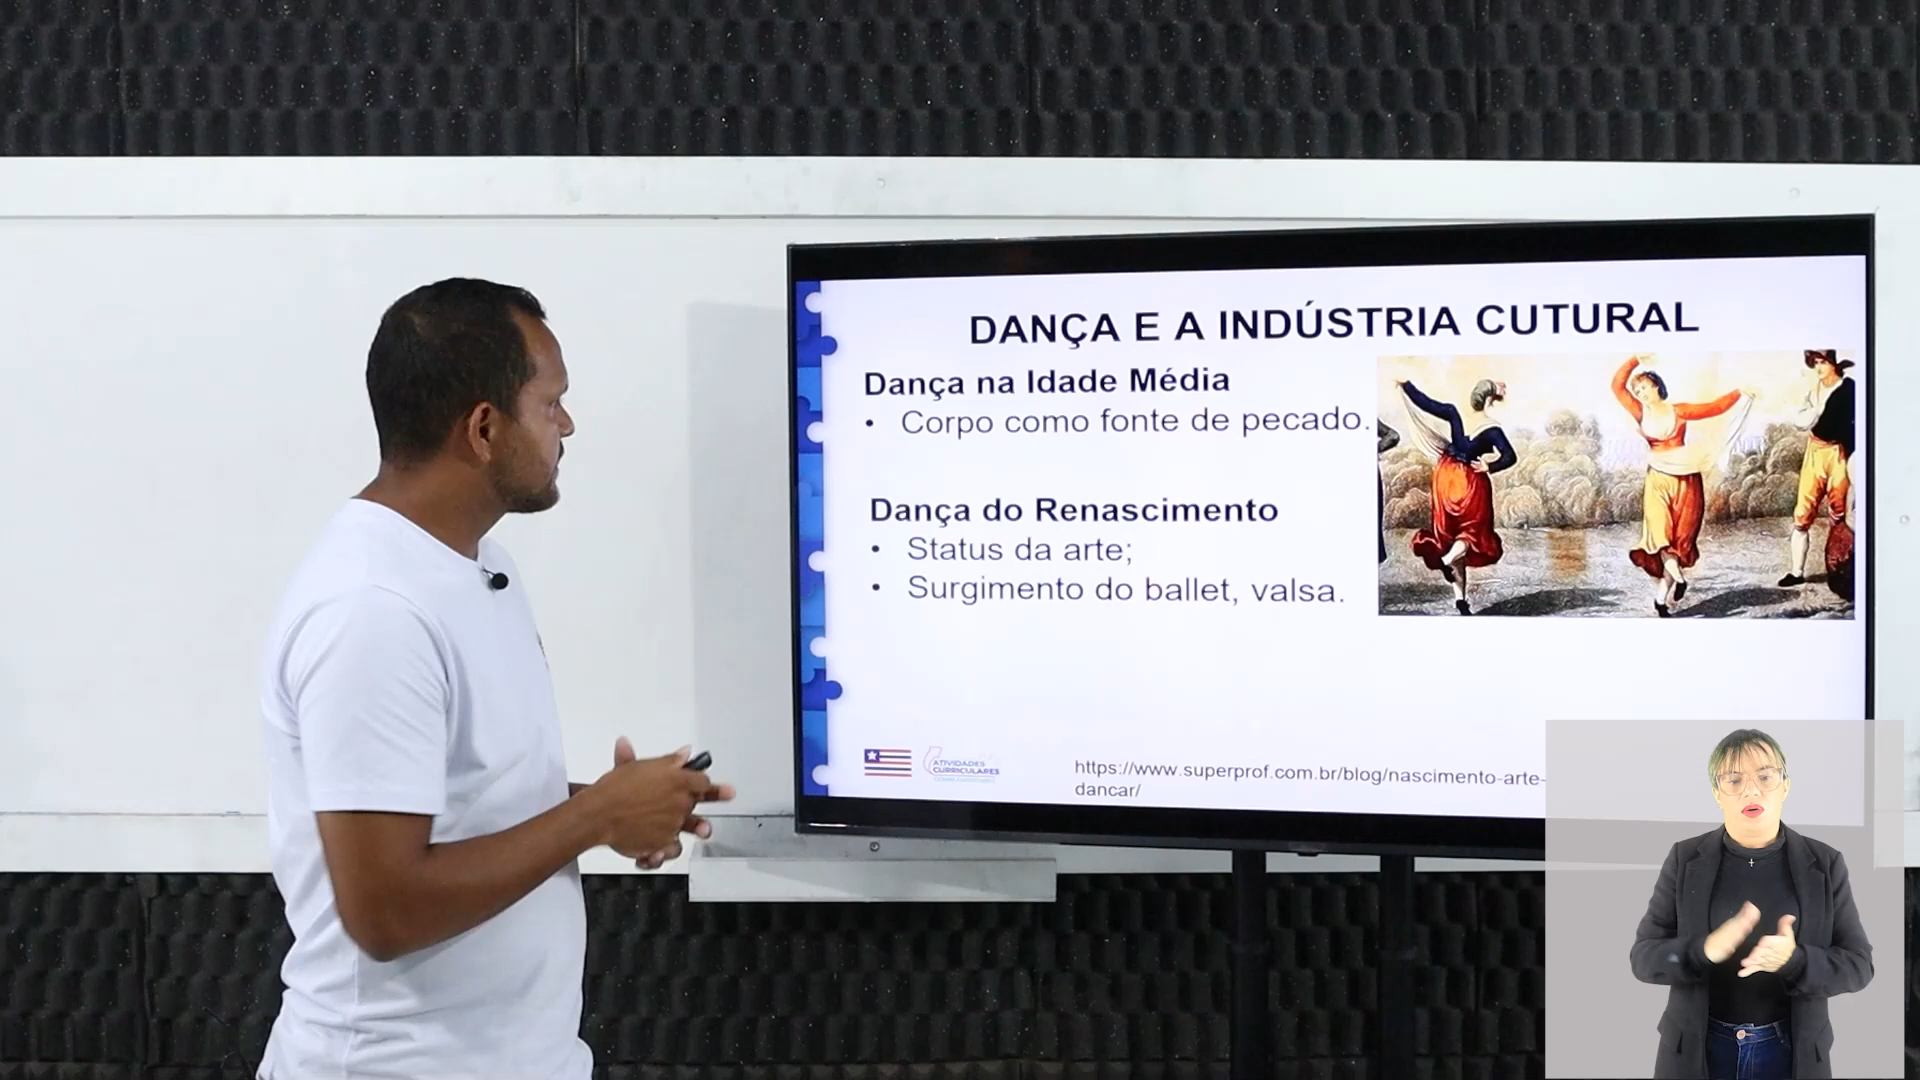 DANÇA E A INDÚSTRIA CUTURAL
Dança na Idade Média
• Corpo como fonte de pecado.
Dança do Renascimento
• Status da arte;
• Surgimento do ballet, valsa.
ATIVIDADES
CURRICULARES
https://www.superprof.com.br/blog/nascimento-arte-
dancar/